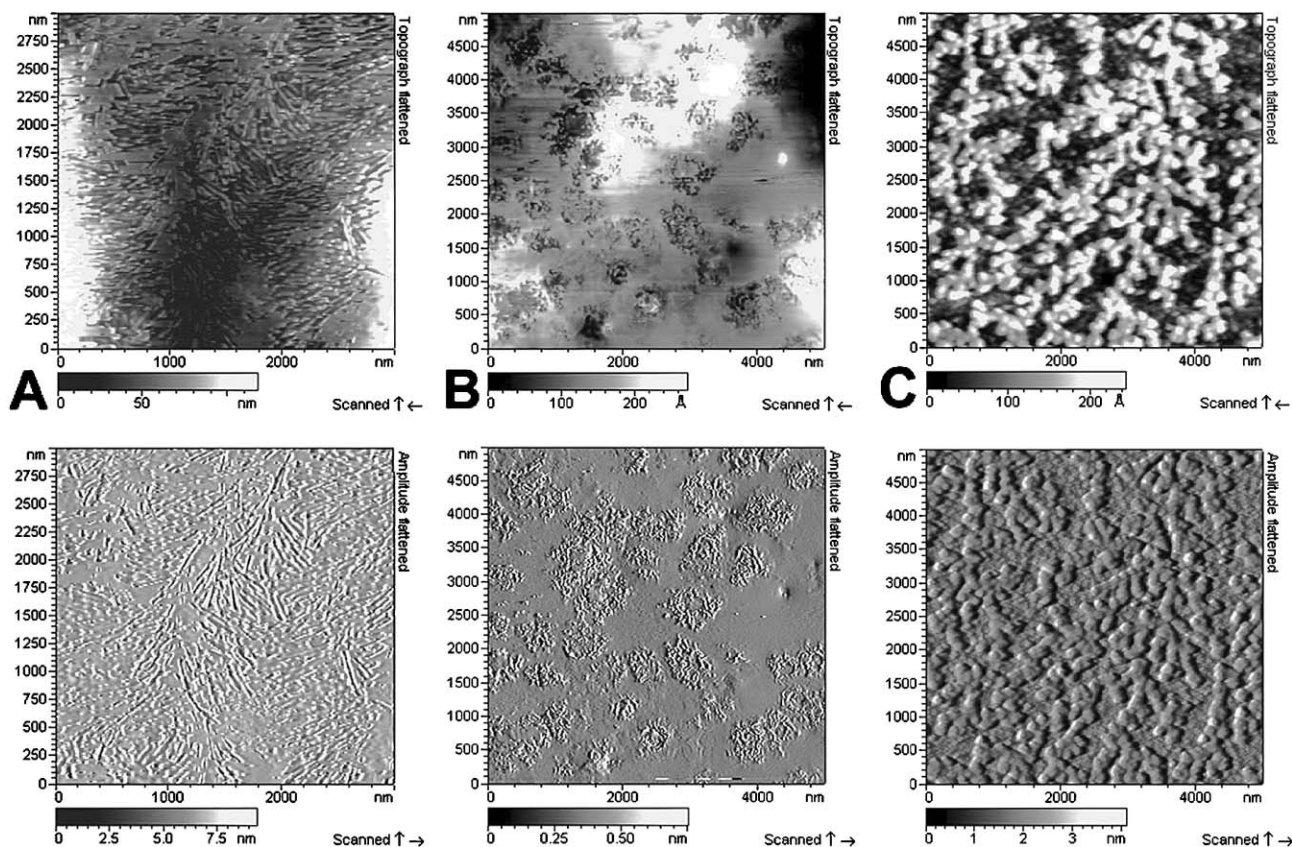 nm
2750
2500
2250
2000
1750
1500
1250
1000
750
500
250
0
0 1000 2000 nm
Topograph flattened
A
0 50 nm
Scanned ↑←
nm
4500
4000
3500
3000
2500
2000
1500
1000
500
0
0 2000 4000 nm
Topograph flattened
B
0 100 200 Å
Scanned ↑←
nm
4500
4000
3500
3000
2500
2000
1500
1000
500
0
0 2000 4000 nm
Topograph flattened
C
0 100 200 Å
Scanned ↑←
nm
2750
2500
2250
2000
1750
1500
1250
1000
750
500
250
0
0 1000 2000 nm
Amplitude flattened
0 2.5 5.0 7.5 nm
Scanned ↑→
nm
4500
4000
3500
3000
2500
2000
1500
1000
500
0
0 2000 4000 nm
Amplitude flattened
0 0.25 0.50 nm
Scanned ↑→
nm
4500
4000
3500
3000
2500
2000
1500
1000
500
0
0 2000 4000 nm
Amplitude flattened
0 1 2 3 nm
Scanned ↑→